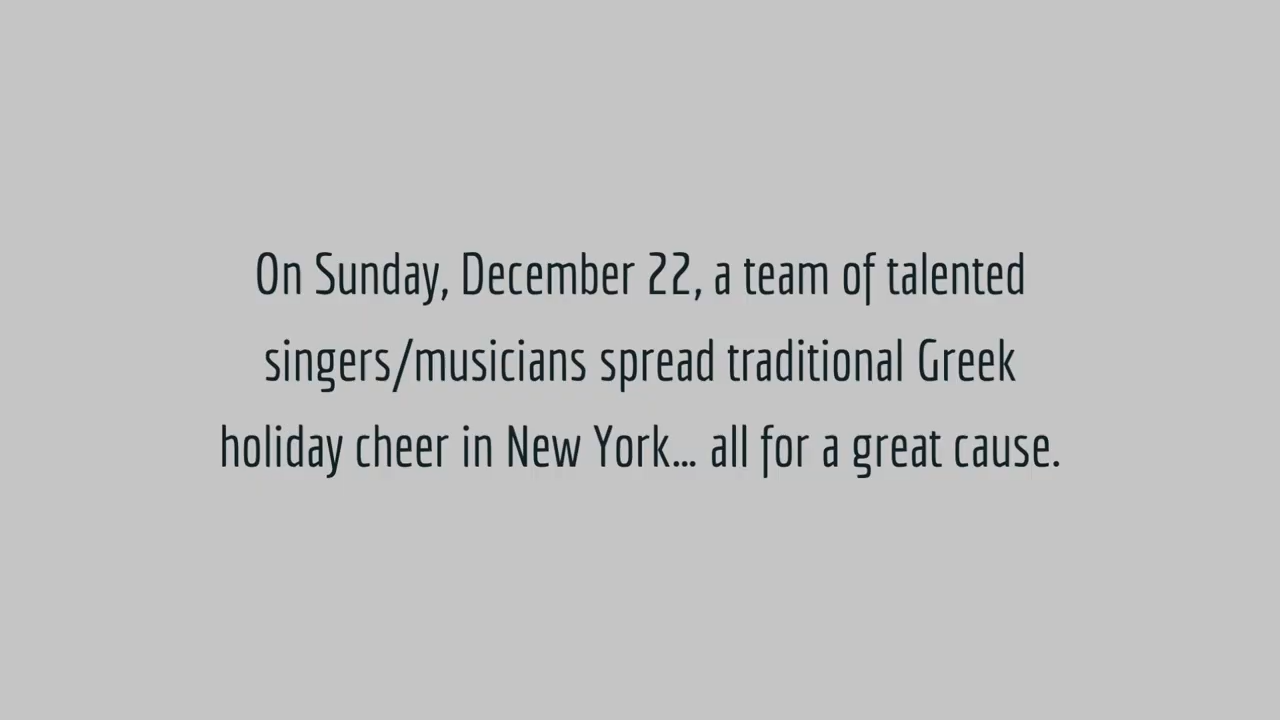 On Sunday, December 22, a team of talented
singers/musicians spread traditional Greek
holiday cheer in New York... all for a great cause.